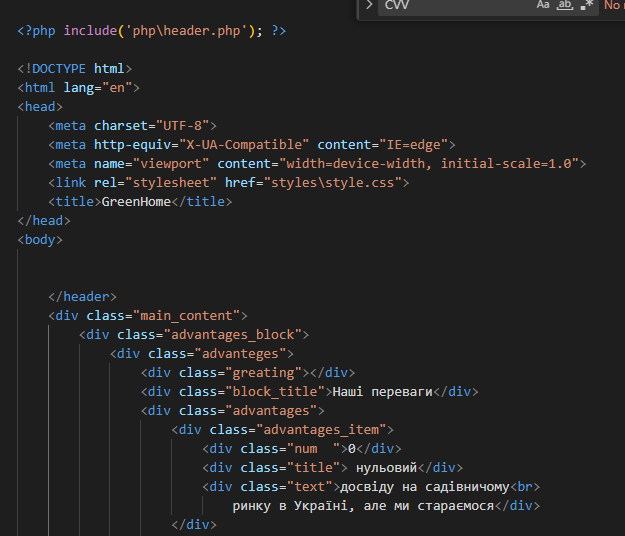 CVV Aa ab No
<?php include('php\header.php'); ?>
<!DOCTYPE html>
<html lang="en">
<head>
<meta charset="UTF-8">
<meta http-equiv="X-UA-Compatible" content="IE=edge">
<meta name="viewport" content="width=device-width, initial-scale=1.0">
<link rel="stylesheet" href="styles\style.css">
<title>GreenHome</title>
</head>
<body>
</header>
<div class="main_content">
<div class="advantages_block">
<div class="advanteges">
<div class="greating"></div>
<div class="block_title">Наші переваги</div>
<div class="advantages">
<div class="advantages_item">
<div class="num  ">0</div>
<div class="title"> нульовий</div>
<div class="text">досвіду на садівничому<br>
ринку в Україні, але ми стараємося</div>
</div>